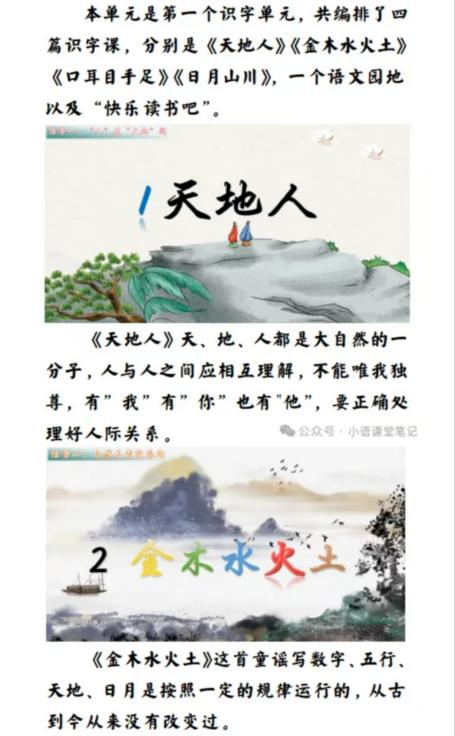 本单元是第一个识字单元，共编排了四
篇识字课，分别是《天地人》《金木水火土》
《口耳目手足》《日月山川》，一个语文园地
以及“快乐读书吧”。
1天地人
《天地人》天、地、人都是大自然的一
分子，人与人之间应相互理解，不能唯我独
尊，有”我”有”你”也有"他”，要正确处
理好人际关系。
公众号·小语课堂笔记
2 金木水火土
《金木水火土》这首童谣写数字、五行、
天地、日月是按照一定的规律运行的，从古
到今从来没有改变过。